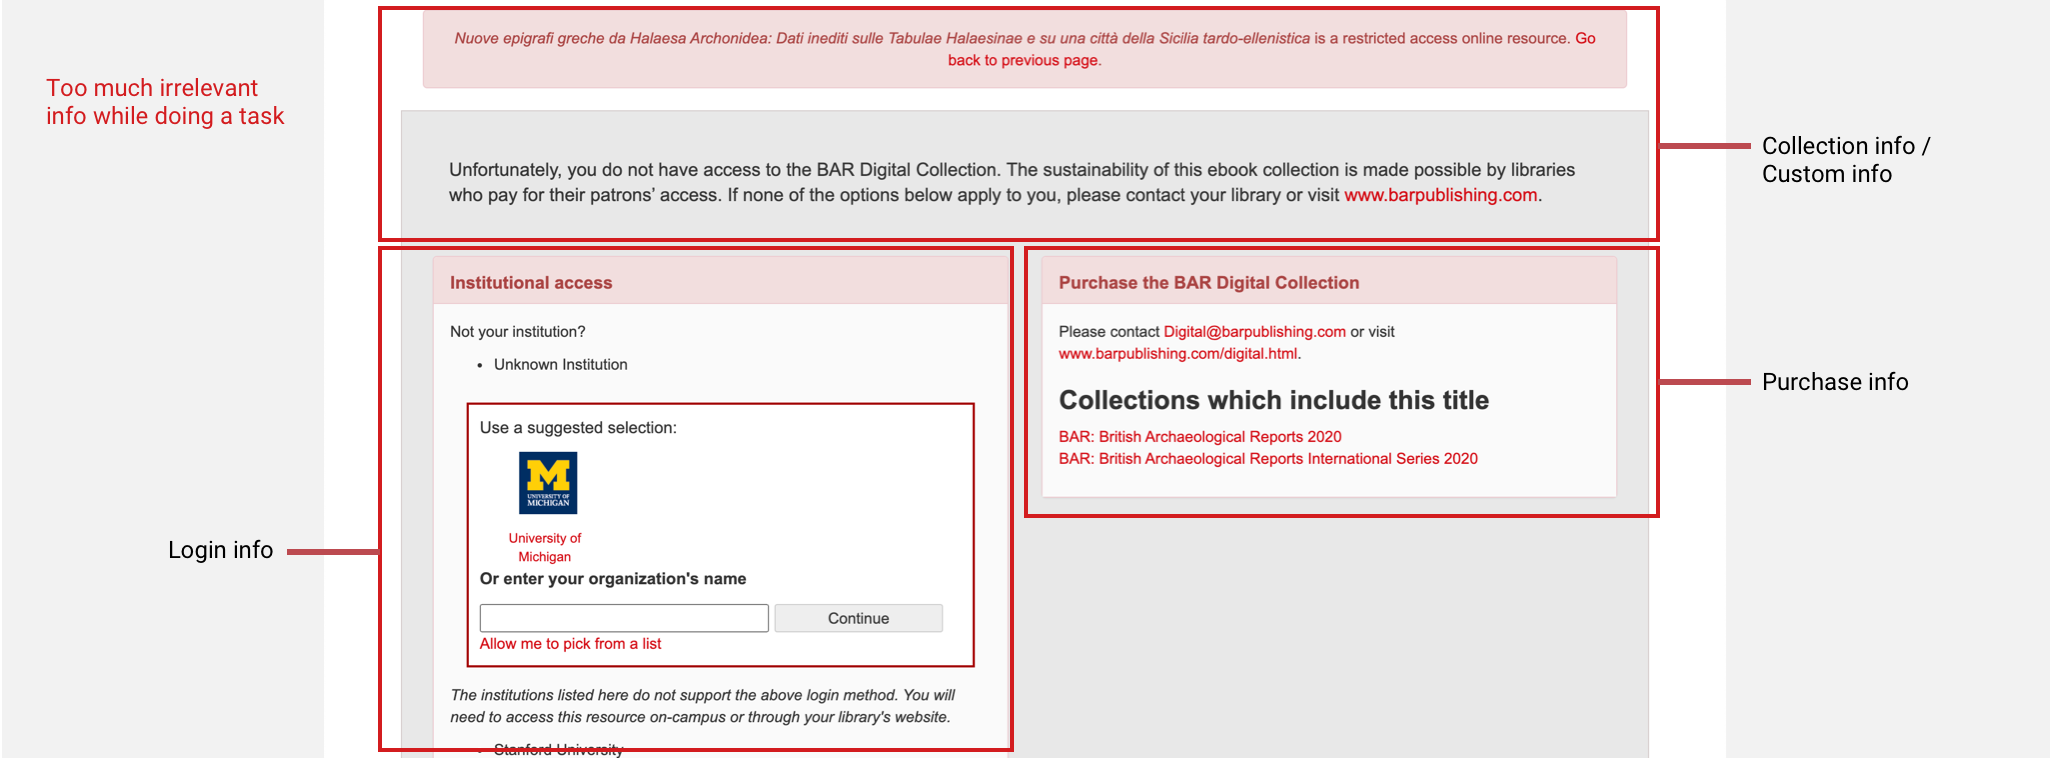 Too much irrelevant
info while doing a task
Nuove epigrafi greche da Halaesa Archonidea: Dati inediti sulle Tabulae Halaesinae e su una città della Sicilia tardo-ellenistica is a restricted access online resource. Go
back to previous page.
Unfortunately, you do not have access to the BAR Digital Collection. The sustainability of this ebook collection is made possible by libraries
who pay for their patrons’ access. If none of the options below apply to you, please contact your library or visit www.barpublishing.com.
Collection info /
Custom info
Institutional access
Not your institution?
• Unknown Institution
Use a suggested selection:
M
UNIVERSITY OF
MICHIGAN
University of
Michigan
Or enter your organization's name
Continue
Allow me to pick from a list
The institutions listed here do not support the above login method. You will
need to access this resource on-campus or through your library's website.
• Stanford University
Login info
Purchase the BAR Digital Collection
Please contact Digital@barpublishing.com or visit
www.barpublishing.com/digital.html.
Collections which include this title
BAR: British Archaeological Reports 2020
BAR: British Archaeological Reports International Series 2020
Purchase info